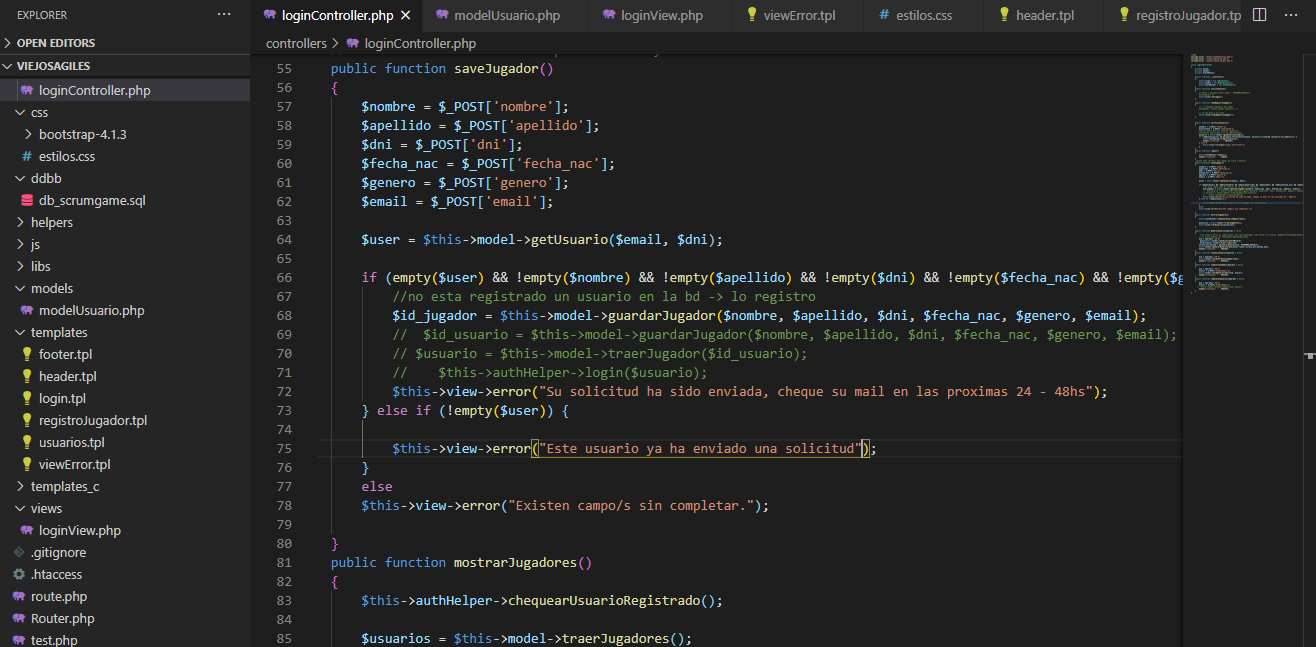 EXPLORER ···
OPEN EDITORS
VIEJOSAGILES
loginController.php
css
bootstrap-4.1.3
# estilos.css
ddbb
db_scrumgame.sql
helpers
js
libs
models
modelUsuario.php
templates
footer.tpl
header.tpl
login.tpl
registroJugador.tpl
usuarios.tpl
viewError.tpl
templates_c
views
loginView.php
.gitignore
.htaccess
route.php
Router.php
test.php
loginController.php × modelUsuario.php loginView.php viewError.tpl # estilos.css header.tpl registroJugador.tp ···
controllers > loginController.php
55 public function saveJugador()
56 {
57 $nombre = $_POST['nombre'];
58 $apellido = $_POST['apellido'];
59 $dni = $_POST['dni'];
60 $fecha_nac = $_POST['fecha_nac'];
61 $genero = $_POST['genero'];
62 $email = $_POST['email'];
63
64 $user = $this->model->getUsuario($email, $dni);
65
66 if (empty($user) && !empty($nombre) && !empty($apellido) && !empty($dni) && !empty($fecha_nac) && !empty($g
67 //no esta registrado un usuario en la bd -> lo registro
68 $id_jugador = $this->model->guardarJugador($nombre, $apellido, $dni, $fecha_nac, $genero, $email);
69 // $id_usuario = $this->model->guardarJugador($nombre, $apellido, $dni, $fecha_nac, $genero, $email);
70 // $usuario = $this->model->traerJugador($id_usuario);
71 // $this->authHelper->login($usuario);
72 $this->view->error("Su solicitud ha sido enviada, cheque su mail en las proximas 24 - 48hs");
73 } else if (!empty($user)) {
74
75 $this->view->error("Este usuario ya ha enviado una solicitud");
76 }
77 else
78 $this->view->error("Existen campo/s sin completar.");
79
80 }
81 public function mostrarJugadores()
82 {
83 $this->authHelper->chequearUsuarioRegistrado();
84
85 $usuarios = $this->model->traerJugadores();